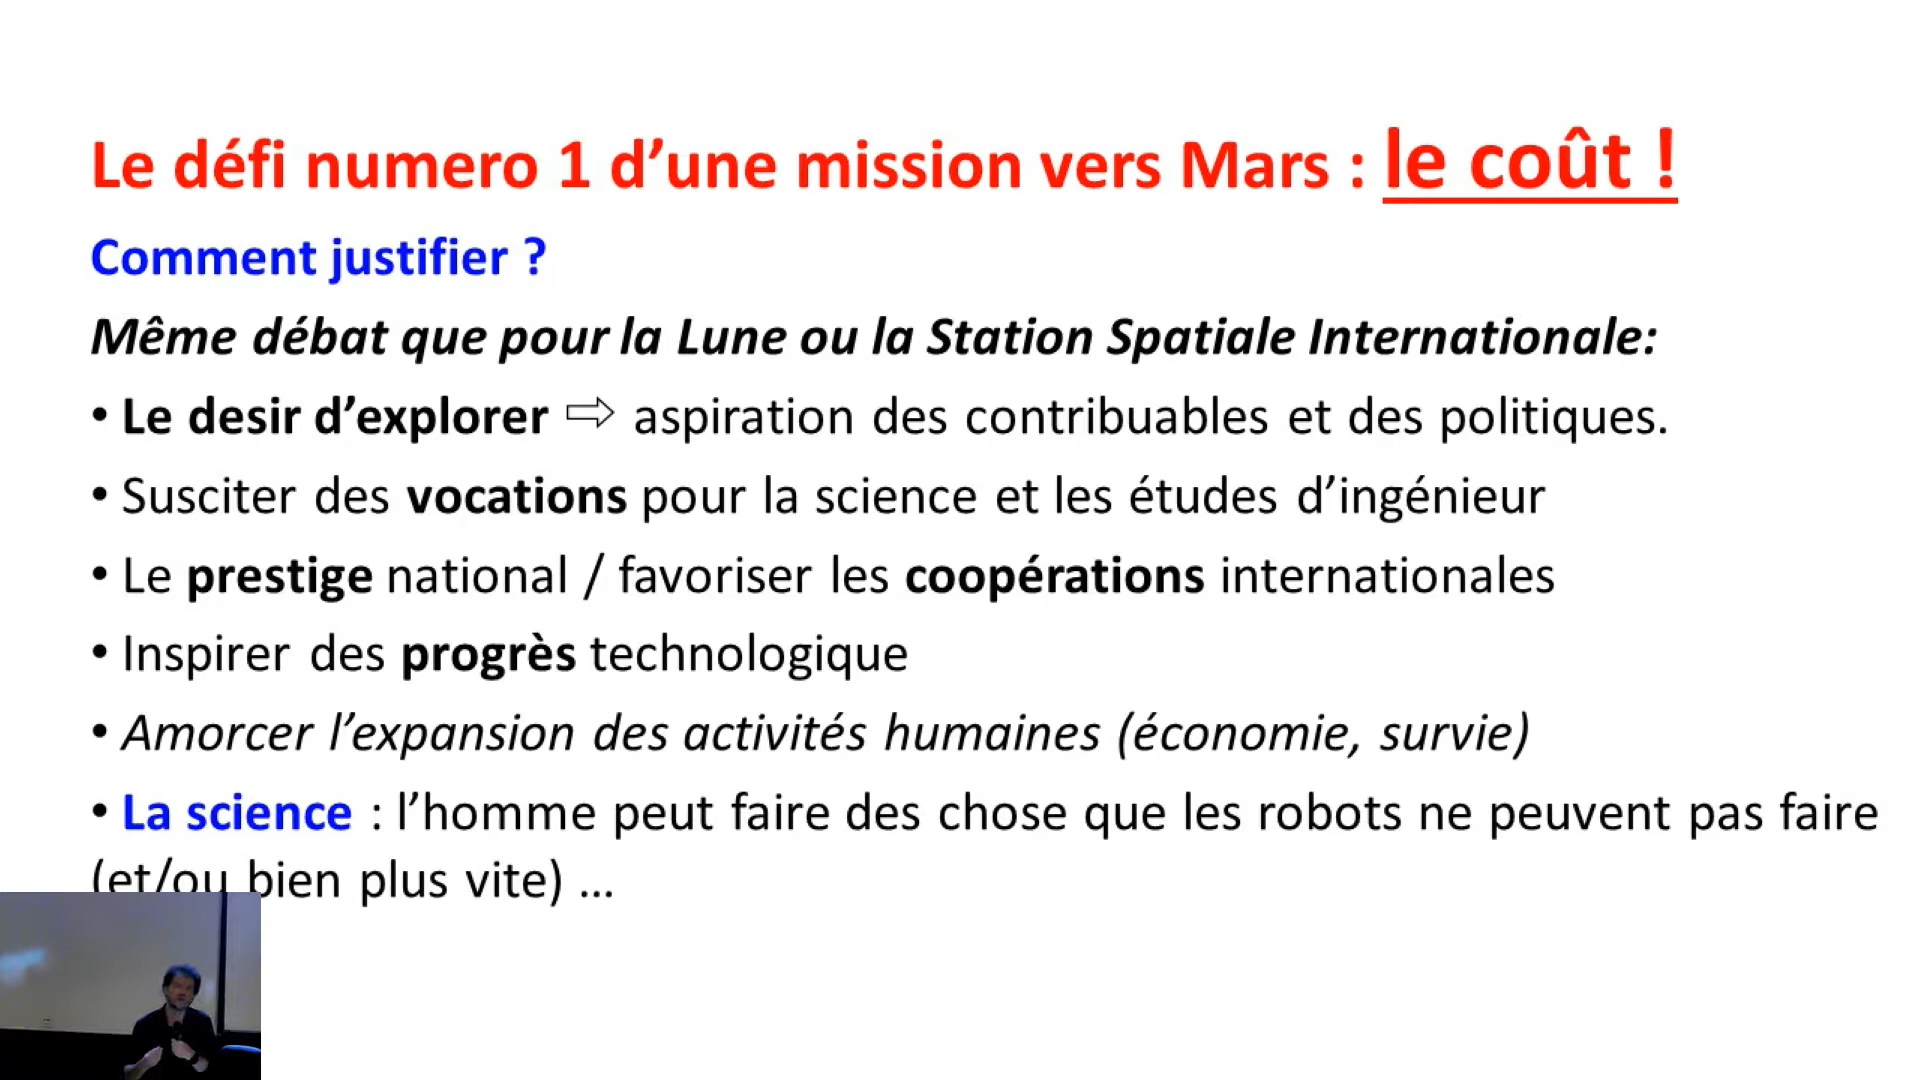 Le défi numero 1 d’une mission vers Mars : le coût !
Comment justifier ?
Même débat que pour la Lune ou la Station Spatiale Internationale:
• Le desir d’explorer ⇨ aspiration des contribuables et des politiques.
• Susciter des vocations pour la science et les études d’ingénieur
• Le prestige national / favoriser les coopérations internationales
• Inspirer des progrès technologique
• Amorcer l’expansion des activités humaines (économie, survie)
• La science : l’homme peut faire des chose que les robots ne peuvent pas faire
(et/ou bien plus vite) ...